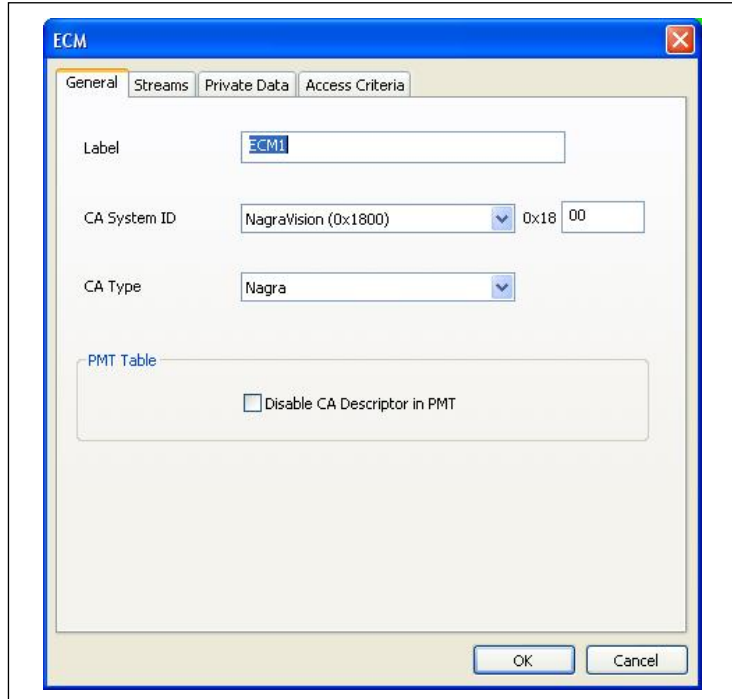 ECM
General Streams Private Data Access Criteria
Label ECM1
CA System ID NagraVision (0x1800) 0x18 00
CA Type Nagra
PMT Table
Disable CA Descriptor in PMT
OK Cancel